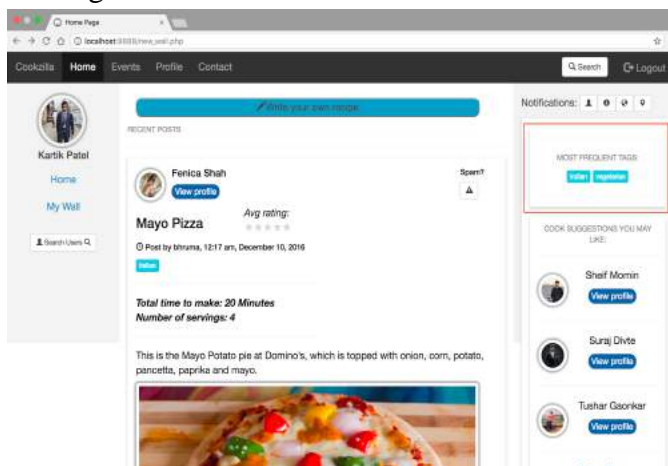 Home Page
localhost:8888/new_wall.php
Cookzilla Home Events Profile Contact Search Logout
Kartik Patel
Home
My Wall
Search Users
Write your own recipe
RECENT POSTS
Fenica Shah
View profile
Spam?
Mayo Pizza
Avg rating:
Post by bhruma, 12:17 am, December 10, 2016
Indian
Total time to make: 20 Minutes
Number of servings: 4
This is the Mayo Potato pie at Domino's, which is topped with onion, corn, potato,
pancetta, paprika and mayo.
Notifications:
MOST FREQUENT TAGS:
Indian vegetarian
COOK SUGGESTIONS YOU MAY
LIKE:
Sheif Momin
View profile
Suraj Divte
View profile
Tushar Gaonkar
View profile